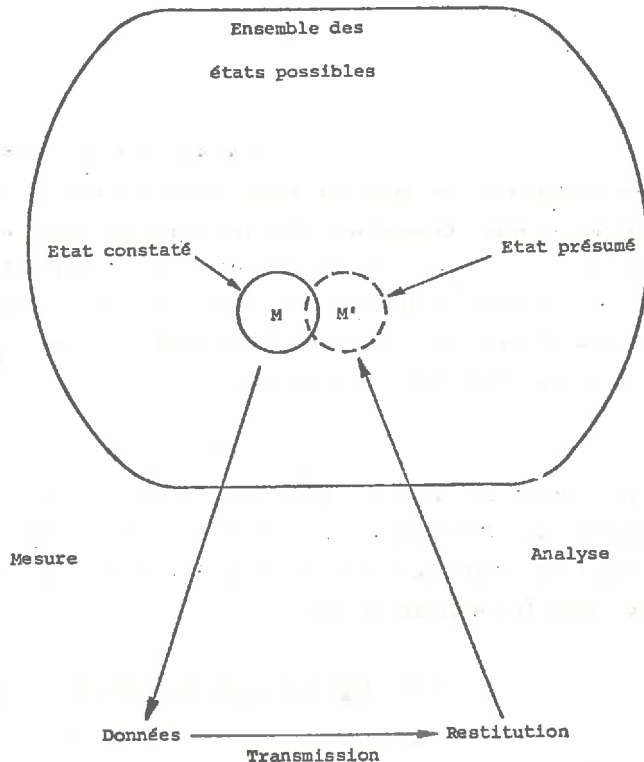 Ensemble des
états possibles
Etat constaté
Etat présumé
M
M'
Mesure
Analyse
Données
Restitution
Transmission